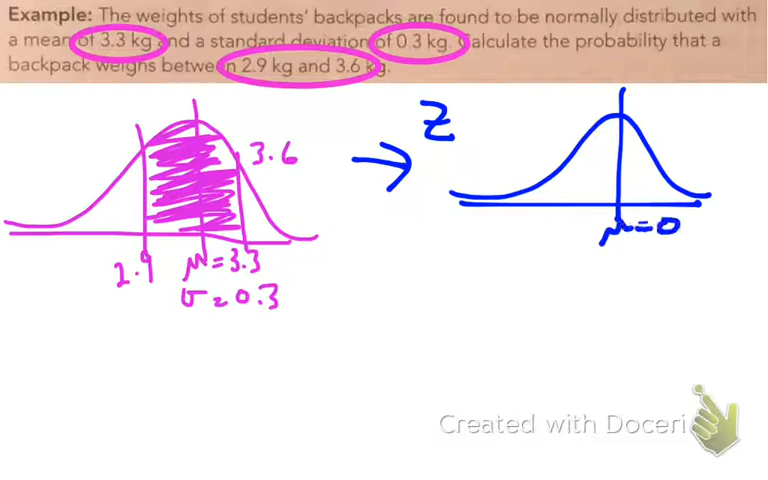 Example: The weights of students' backpacks are found to be normally distributed with
a mean of 3.3 kg and a standard deviation of 0.3 kg. Calculate the probability that a
backpack weighs between 2.9 kg and 3.6 kg.
Z
3.6
2.9
μ=3.3
σ=0.3
μ=0
Created with Doceri